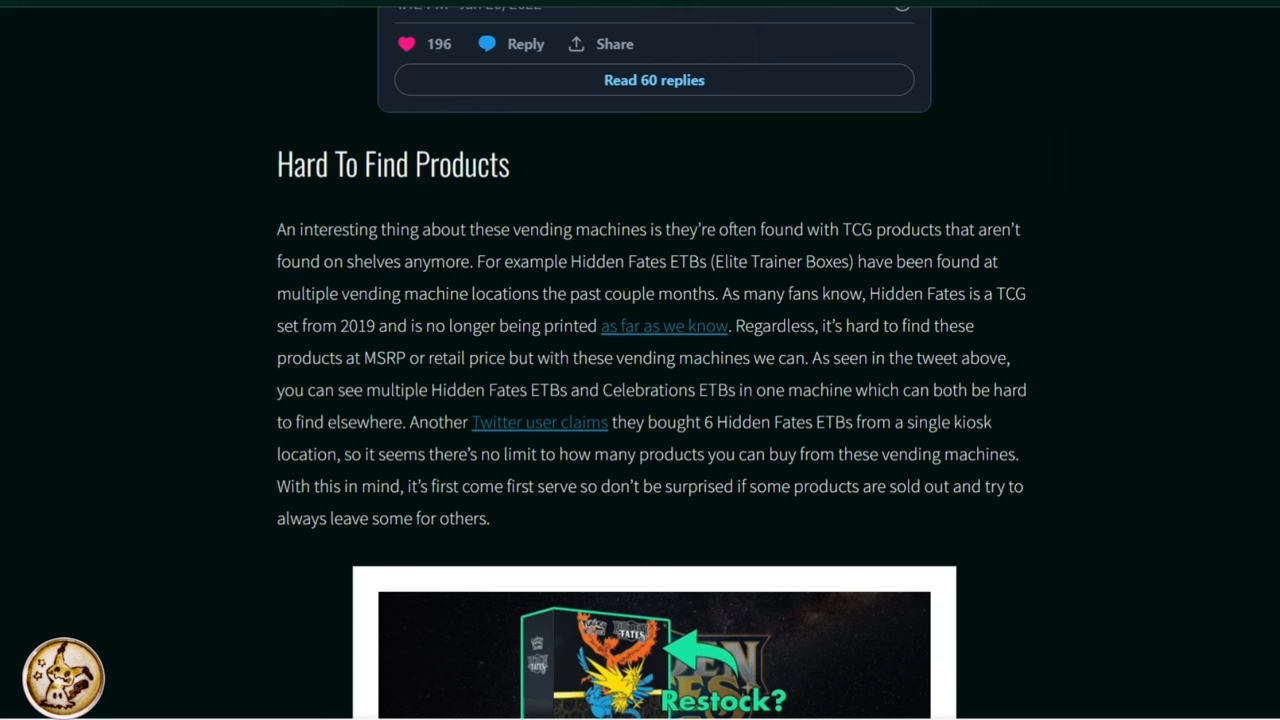 196 Reply Share
Read 60 replies
Hard To Find Products
An interesting thing about these vending machines is they’re often found with TCG products that aren’t
found on shelves anymore. For example Hidden Fates ETBs (Elite Trainer Boxes) have been found at
multiple vending machine locations the past couple months. As many fans know, Hidden Fates is a TCG
set from 2019 and is no longer being printed as far as we know. Regardless, it’s hard to find these
products at MSRP or retail price but with these vending machines we can. As seen in the tweet above,
you can see multiple Hidden Fates ETBs and Celebrations ETBs in one machine which can both be hard
to find elsewhere. Another Twitter user claims they bought 6 Hidden Fates ETBs from a single kiosk
location, so it seems there’s no limit to how many products you can buy from these vending machines.
With this in mind, it’s first come first serve so don’t be surprised if some products are sold out and try to
always leave some for others.
FATES
Restock?